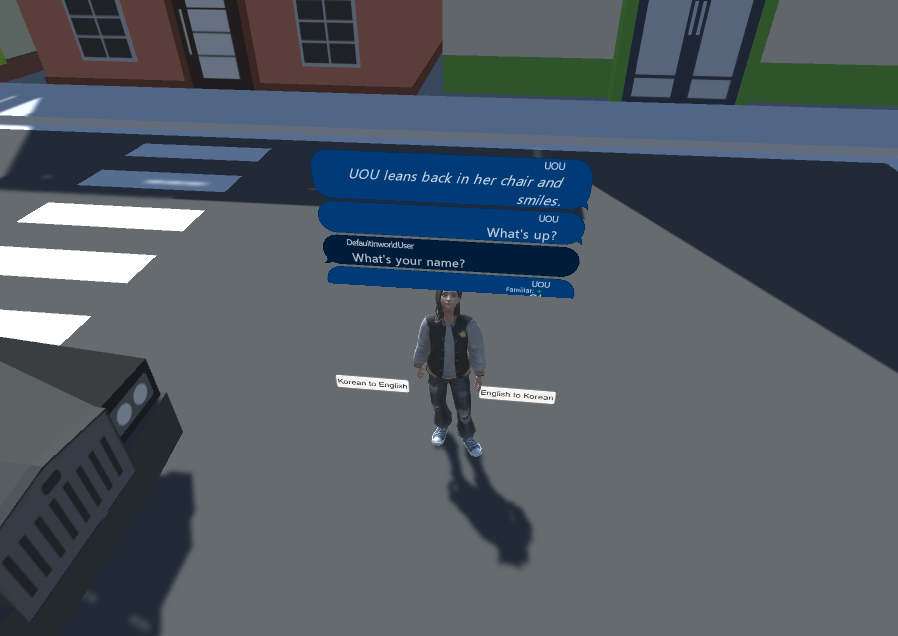 UOU
UOU leans back in her chair and
smiles.
UOU
What's up?
DefaultInworldUser
What's your name?
UOU
Familiar:
Korean to English
English to Korean